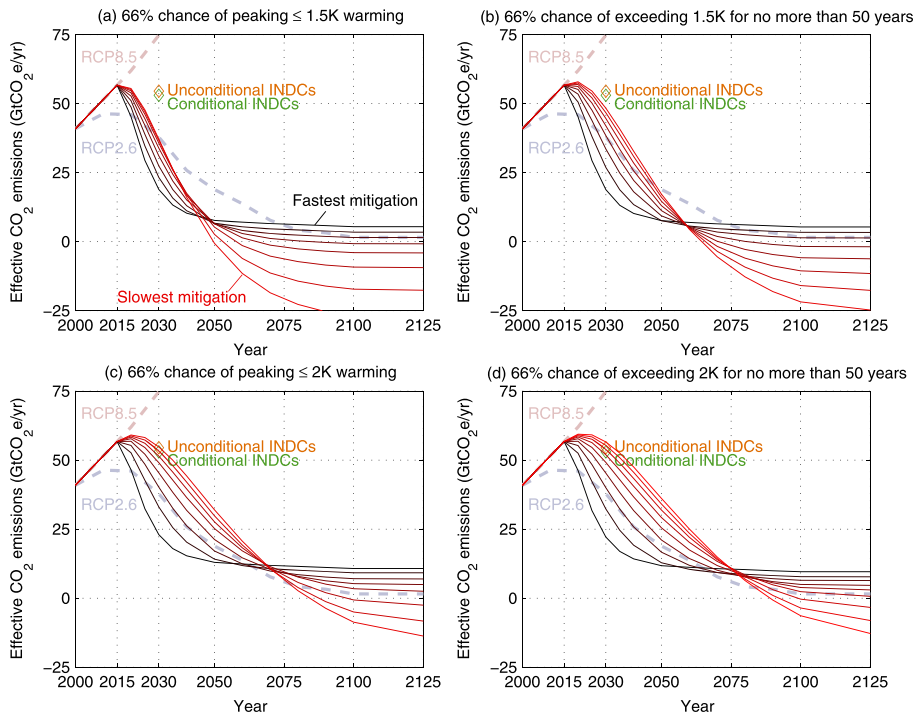 (a) 66% chance of peaking ≤ 1.5K warming
75
50
25
0
−25
Effective CO2 emissions (GtCO2e/yr)
RCP8.5
Unconditional INDCs
Conditional INDCs
RCP2.6
Fastest mitigation
Slowest mitigation
2000 2015 2030 2050 2075 2100 2125
Year
(b) 66% chance of exceeding 1.5K for no more than 50 years
75
50
25
0
−25
Effective CO2 emissions (GtCO2e/yr)
RCP8.5
Unconditional INDCs
Conditional INDCs
RCP2.6
2000 2015 2030 2050 2075 2100 2125
Year
(c) 66% chance of peaking ≤ 2K warming
75
50
25
0
−25
Effective CO2 emissions (GtCO2e/yr)
RCP8.5
Unconditional INDCs
Conditional INDCs
RCP2.6
2000 2015 2030 2050 2075 2100 2125
Year
(d) 66% chance of exceeding 2K for no more than 50 years
75
50
25
0
−25
Effective CO2 emissions (GtCO2e/yr)
RCP8.5
Unconditional INDCs
Conditional INDCs
RCP2.6
2000 2015 2030 2050 2075 2100 2125
Year